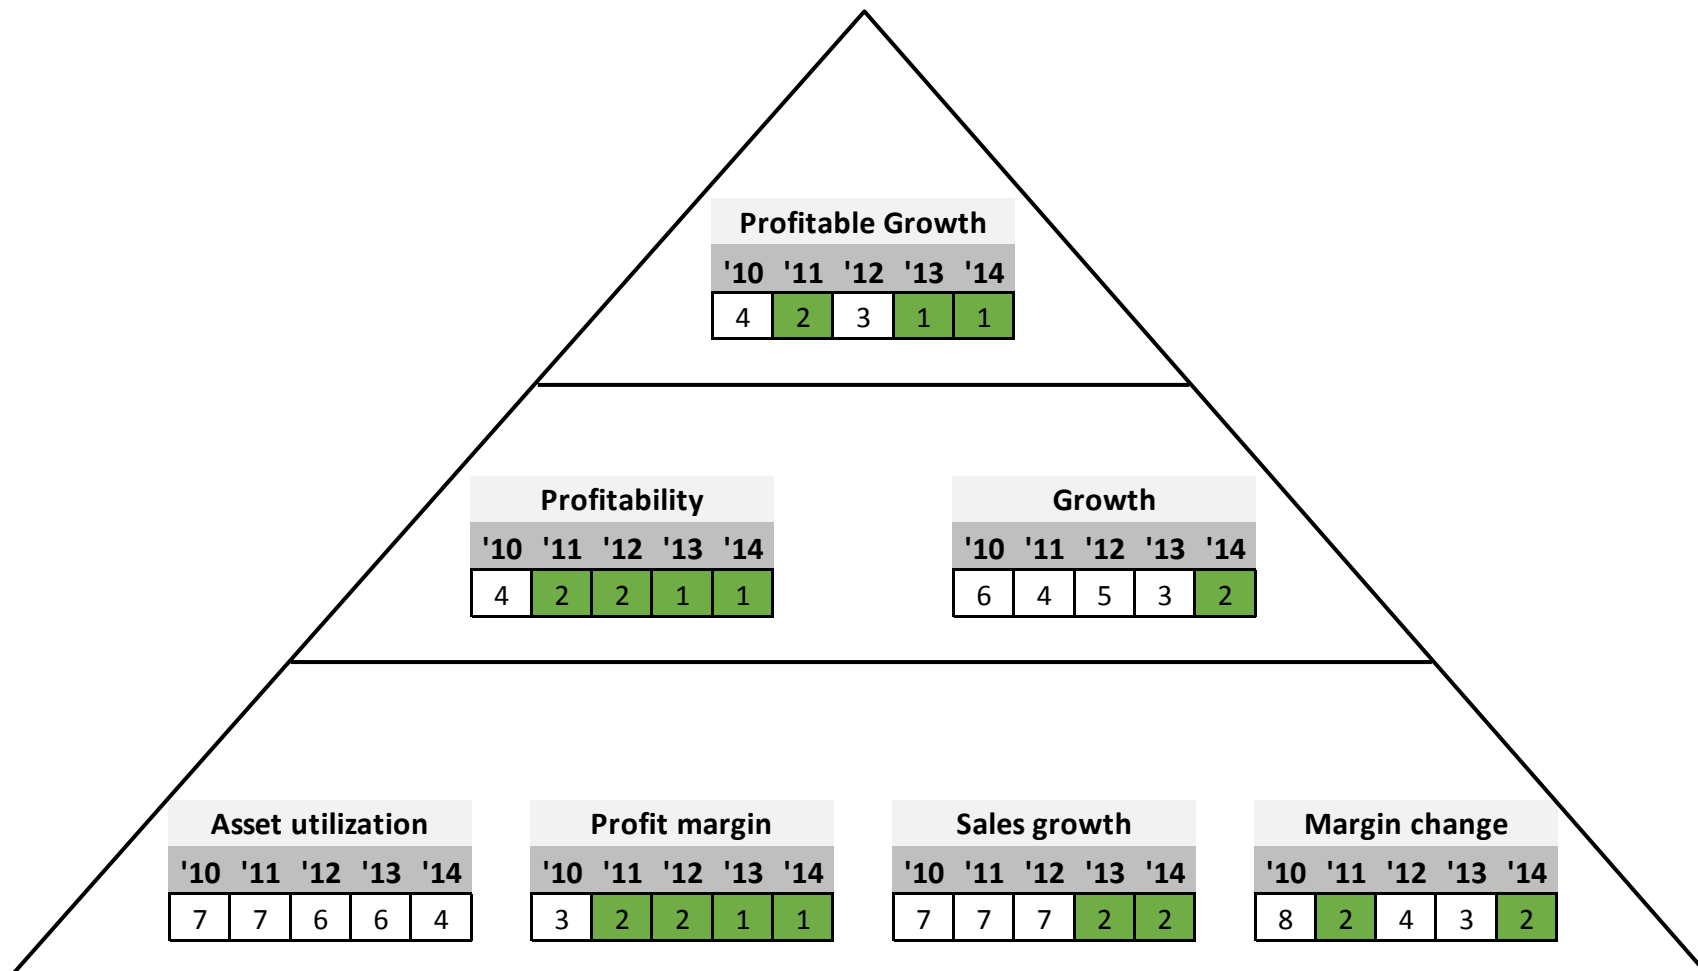 Profitable Growth
'10 '11 '12 '13 '14
4 2 3 1 1
Profitability
'10 '11 '12 '13 '14
4 2 2 1 1
Growth
'10 '11 '12 '13 '14
6 4 5 3 2
Asset utilization
'10 '11 '12 '13 '14
7 7 6 6 4
Profit margin
'10 '11 '12 '13 '14
3 2 2 1 1
Sales growth
'10 '11 '12 '13 '14
7 7 7 2 2
Margin change
'10 '11 '12 '13 '14
8 2 4 3 2